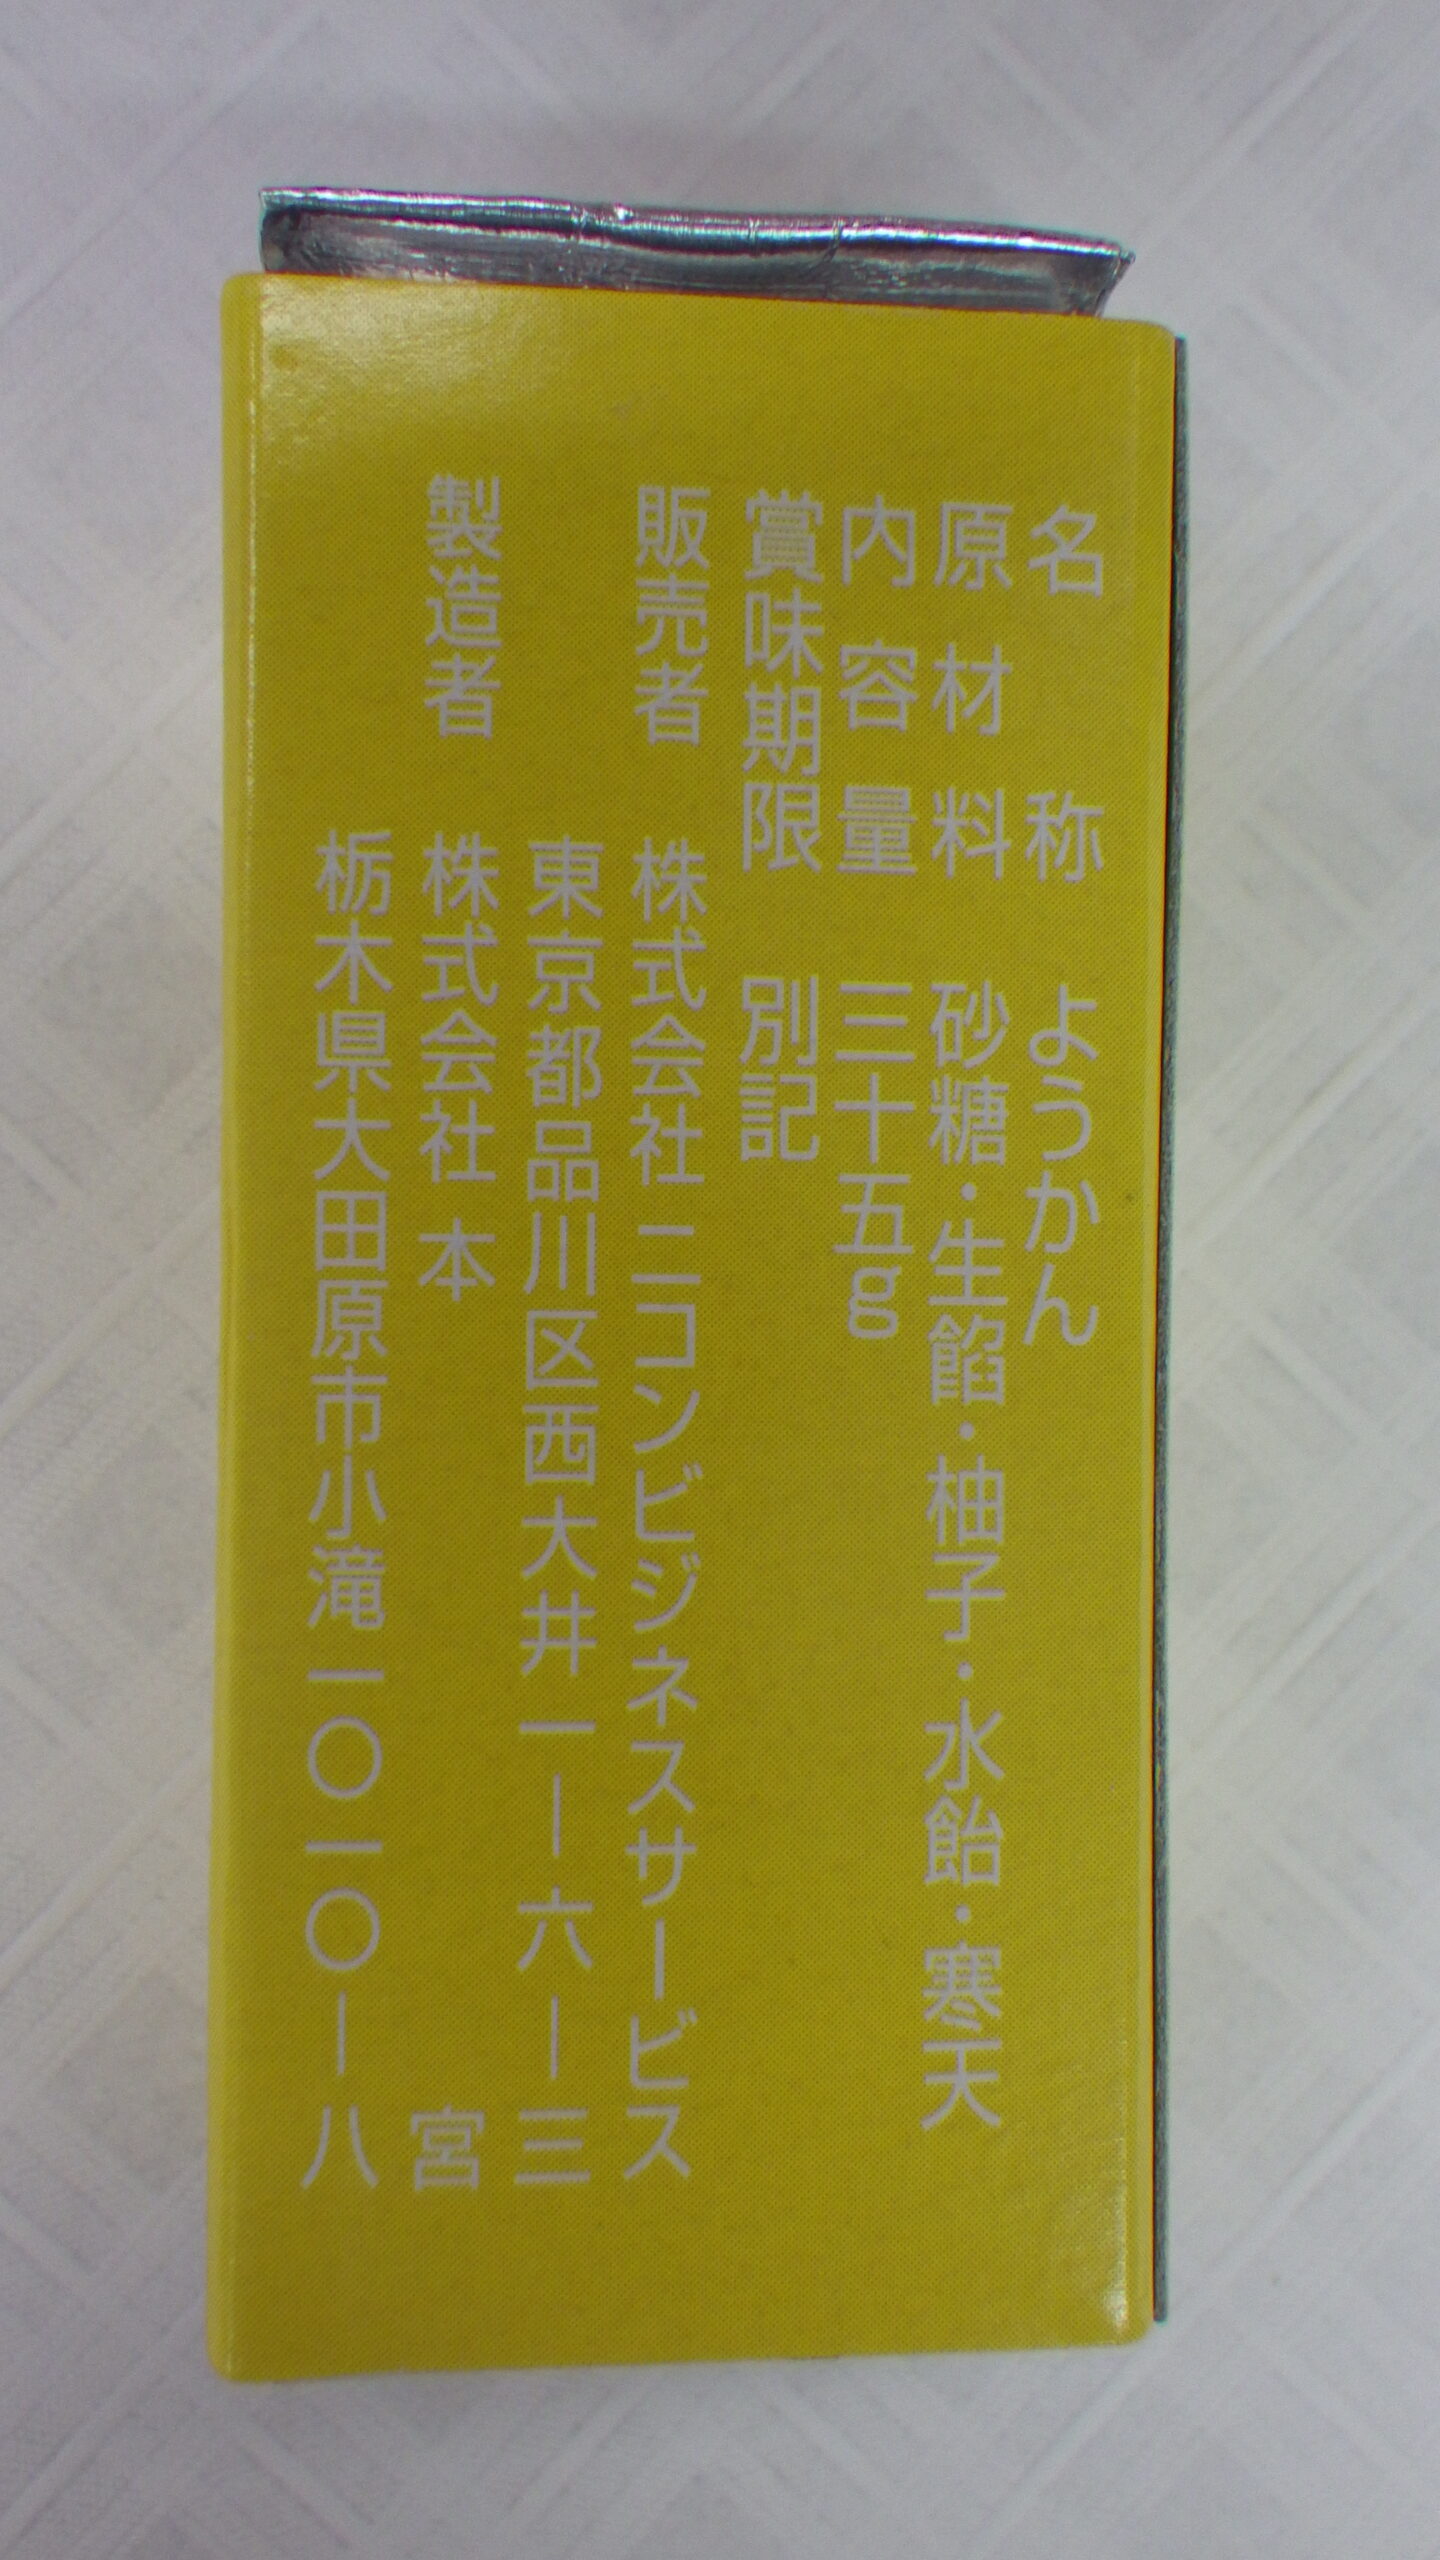 名称 ようかん
原材料 砂糖・生餡・柚子・水飴・寒天
内容量 三十五g
賞味期限 別記
販売者 株式会社 ニコンビジネスサービス
東京都品川区西大井一ー六ー三
製造者 株式会社 本宮
栃木県大田原市小滝一〇一〇ー八